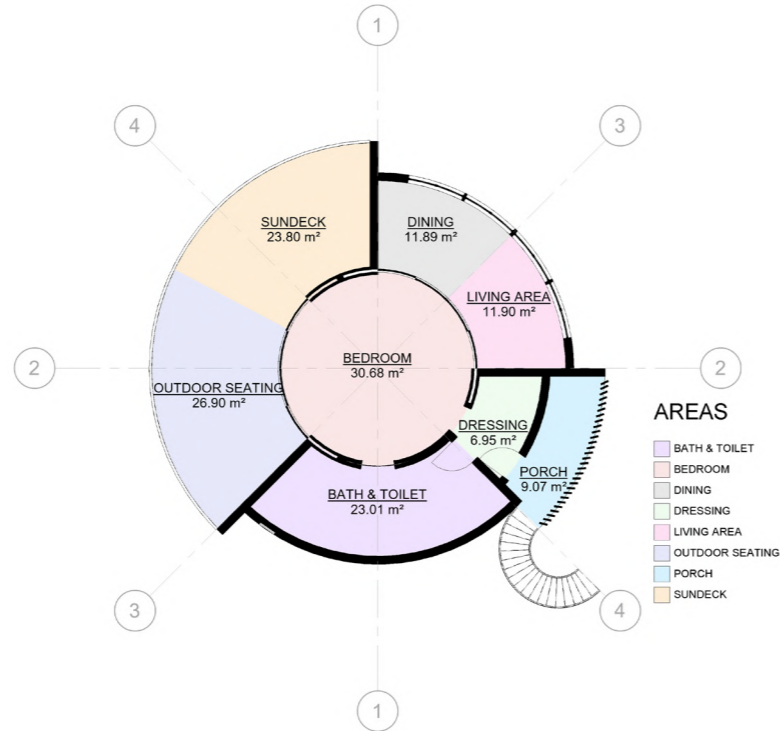 1
4
3
SUNDECK
23.80 m²
DINING
11.89 m²
LIVING AREA
11.90 m²
BEDROOM
30.68 m²
2
2
OUTDOOR SEATING
26.90 m²
DRESSING
6.95 m²
PORCH
9.07 m²
BATH & TOILET
23.01 m²
3
4
1
AREAS
BATH & TOILET
BEDROOM
DINING
DRESSING
LIVING AREA
OUTDOOR SEATING
PORCH
SUNDECK